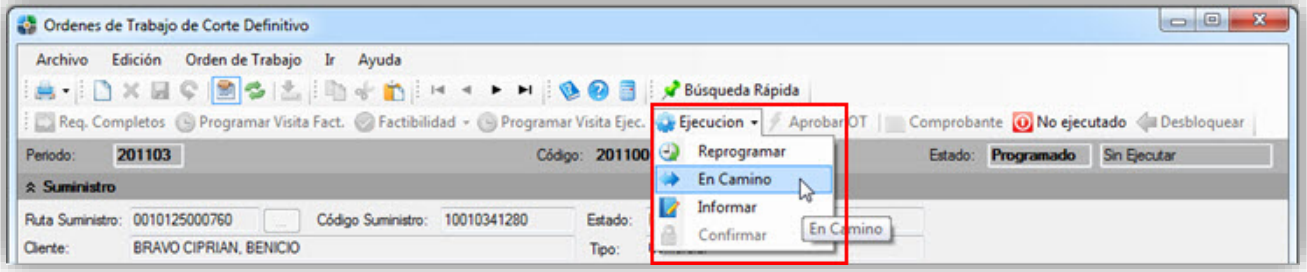 Ordenes de Trabajo de Corte Definitivo
Archivo Edición Orden de Trabajo Ir Ayuda
Búsqueda Rápida
Req. Completos Programar Visita Fact. Factibilidad Programar Visita Ejec. Ejecucion Aprobar OT Comprobante No ejecutado Desbloquear
Periodo: 201103 Código: 201100 Estado: Programado Sin Ejecutar
Reprogramar
En Camino
Informar
Confirmar
En Camino
Suministro
Ruta Suministro: 0010125000760 ... Código Suministro: 10010341280 Estado:
Cliente: BRAVO CIPRIAN, BENICIO Tipo: